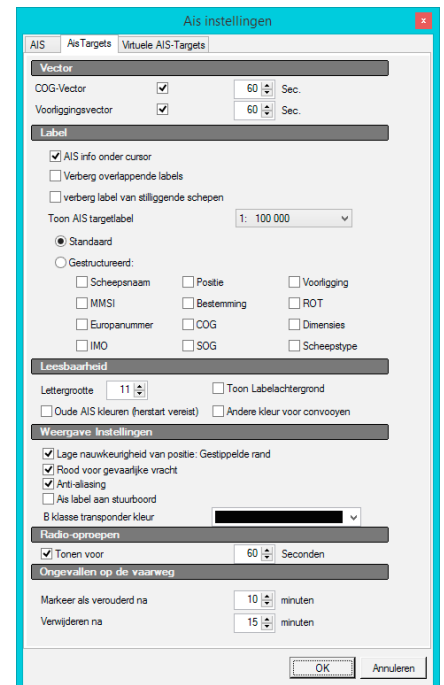 Ais instellingen
x
AIS AisTargets Virtuele AIS-Targets
Vector
COG-Vector 60 Sec.
Voorliggingsvector 60 Sec.
Label
AIS info onder cursor
Verberg overlappende labels
verberg label van stilliggende schepen
Toon AIS targetlabel 1: 100 000
Standaard
Gestructureerd:
Scheepsnaam Positie Voorligging
MMSI Bestemming ROT
Europanummer COG Dimensies
IMO SOG Scheepstype
Leesbaarheid
Lettergrootte 11 Toon Labelachtergrond
Oude AIS kleuren (herstart vereist) Andere kleur voor convooyen
Weergave Instellingen
Lage nauwkeurigheid van positie: Gestippelde rand
Rood voor gevaarlijke vracht
Anti-aliasing
Ais label aan stuurboord
B klasse transponder kleur
Radio-oproepen
Tonen voor 60 Seconden
Ongevallen op de vaarweg
Markeer als verouderd na 10 minuten
Verwijderen na 15 minuten
OK Annuleren